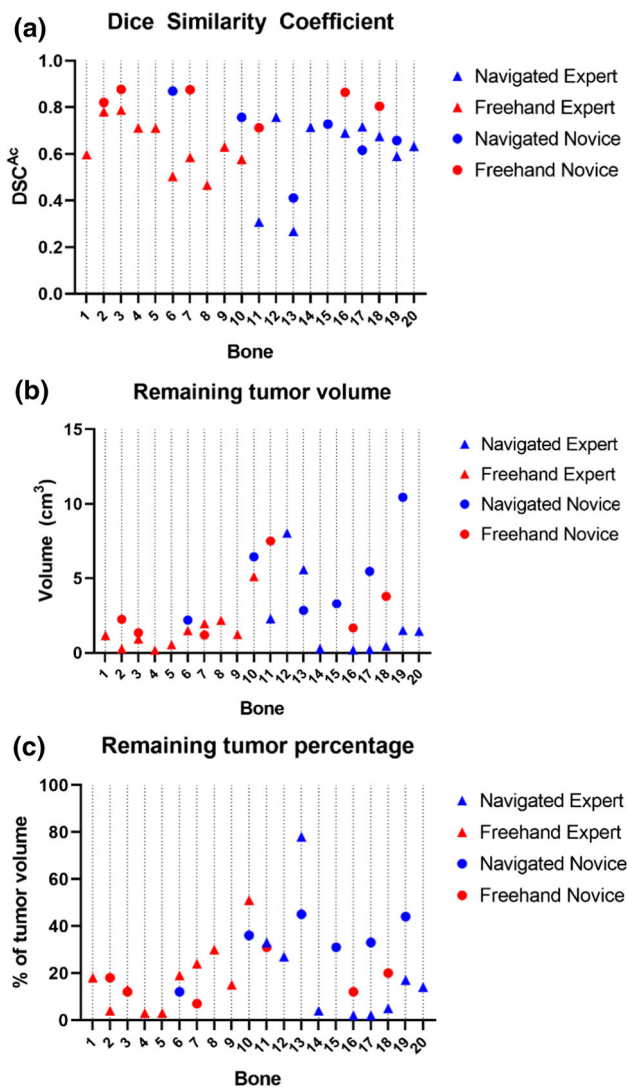 (a)
Dice Similarity Coefficient
DSC^Ac
1.0
0.8
0.6
0.4
0.2
0.0
1 2 3 4 5 6 7 8 9 10 11 12 13 14 15 16 17 18 19 20
Bone
Navigated Expert
Freehand Expert
Navigated Novice
Freehand Novice
(b)
Remaining tumor volume
Volume (cm³)
15
10
5
0
1 2 3 4 5 6 7 8 9 10 11 12 13 14 15 16 17 18 19 20
Bone
Navigated Expert
Freehand Expert
Navigated Novice
Freehand Novice
(c)
Remaining tumor percentage
% of tumor volume
100
80
60
40
20
0
1 2 3 4 5 6 7 8 9 10 11 12 13 14 15 16 17 18 19 20
Bone
Navigated Expert
Freehand Expert
Navigated Novice
Freehand Novice